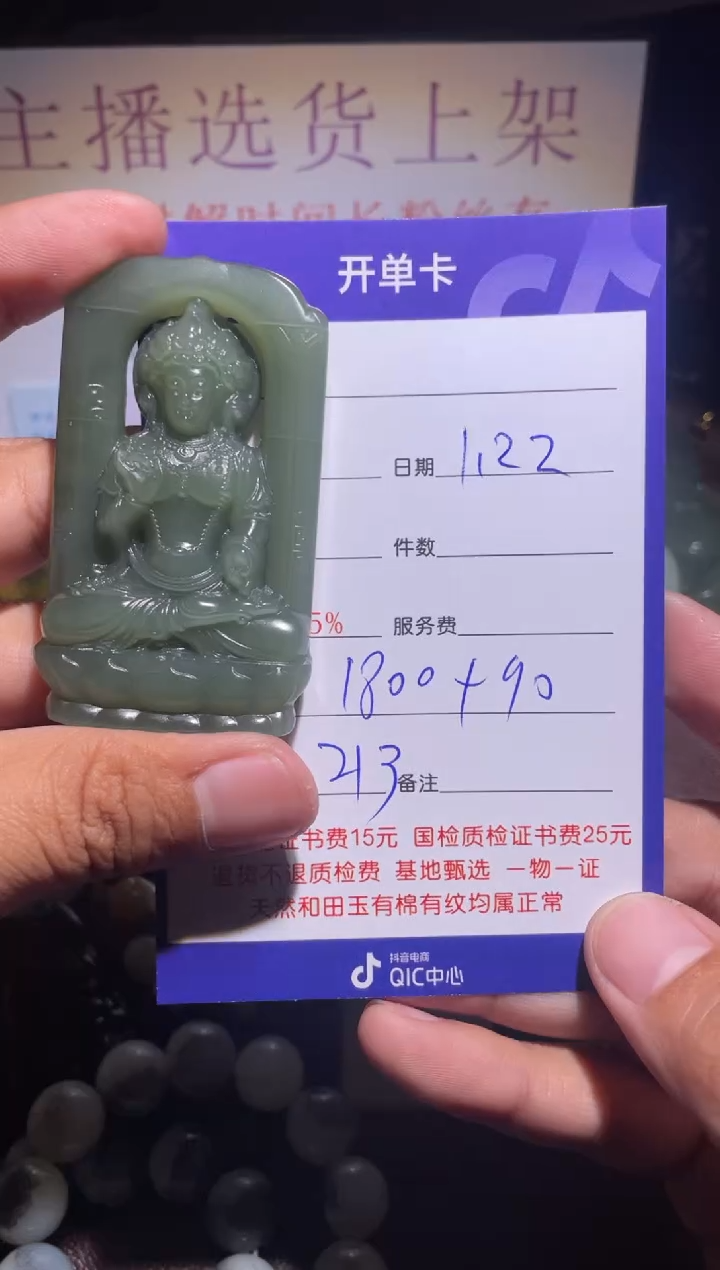 主播选货上架
开单卡
日期 1.22
件数
5% 服务费
1800+90
213 备注
证书费15元 国检质检证书费25元
退货不退质检费 基地甄选 一物一证
天然和田玉有棉有纹均属正常
抖音电商
QIC中心